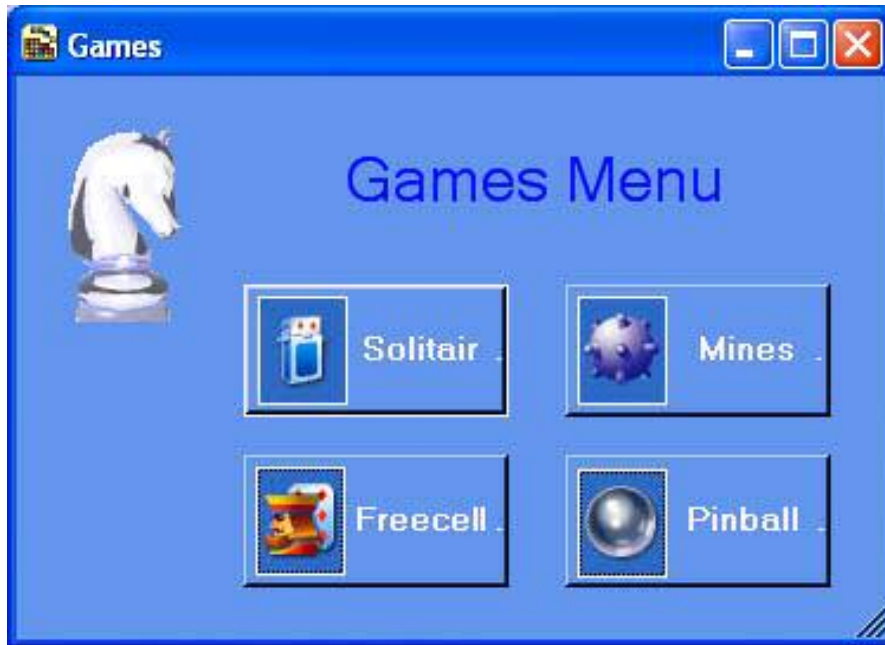 Games
Games Menu
Solitair .
Mines .
Freecell .
Pinball .